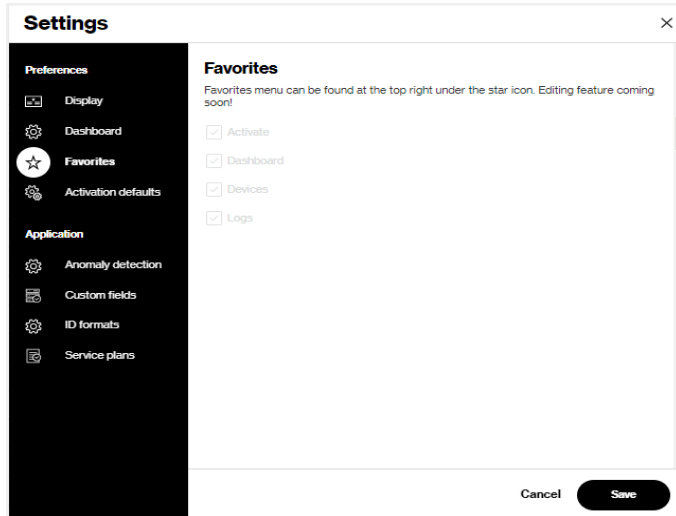 Settings
Preferences
Display
Dashboard
Favorites
Activation defaults
Application
Anomaly detection
Custom fields
ID formats
Service plans
Favorites
Favorites menu can be found at the top right under the star icon. Editing feature coming
soon!
Activate
Dashboard
Devices
Logs
Cancel
Save